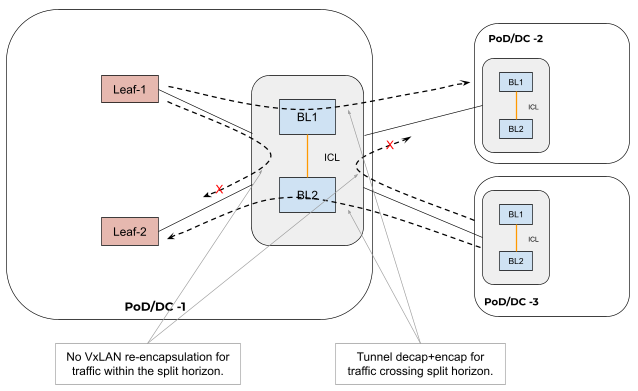 PoD/DC -2
BL1
ICL
BL2
Leaf-1
BL1
ICL
BL2
X
X
Leaf-2
BL1
ICL
BL2
PoD/DC -3
PoD/DC -1
No VxLAN re-encapsulation for
traffic within the split horizon.
Tunnel decap+encap for
traffic crossing split horizon.